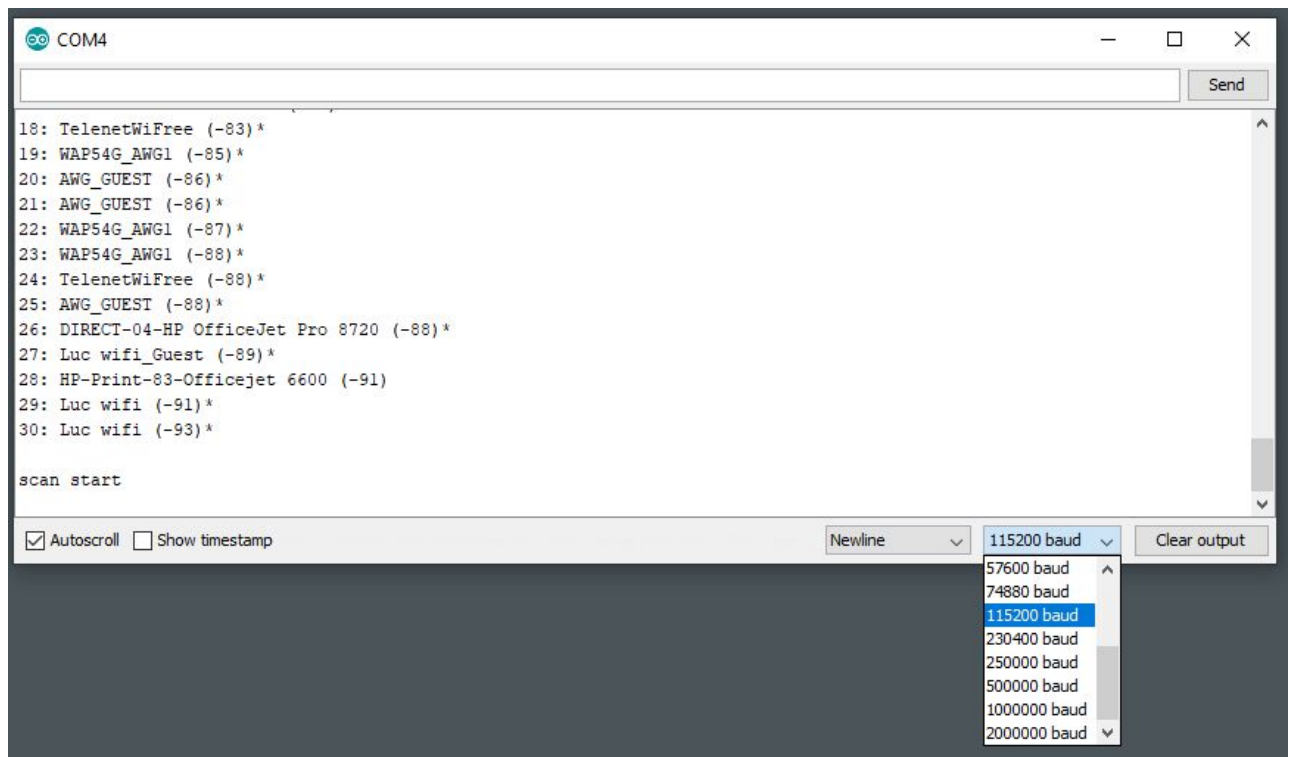 COM4
Send
18: TelenetWiFree (-83)*
19: WAP54G_AWG1 (-85)*
20: AWG_GUEST (-86)*
21: AWG_GUEST (-86)*
22: WAP54G_AWG1 (-87)*
23: WAP54G_AWG1 (-88)*
24: TelenetWiFree (-88)*
25: AWG_GUEST (-88)*
26: DIRECT-04-HP OfficeJet Pro 8720 (-88)*
27: Luc wifi_Guest (-89)*
28: HP-Print-83-Officejet 6600 (-91)
29: Luc wifi (-91)*
30: Luc wifi (-93)*
scan start
Autoscroll Show timestamp Newline 115200 baud Clear output
57600 baud
74880 baud
115200 baud
230400 baud
250000 baud
500000 baud
1000000 baud
2000000 baud